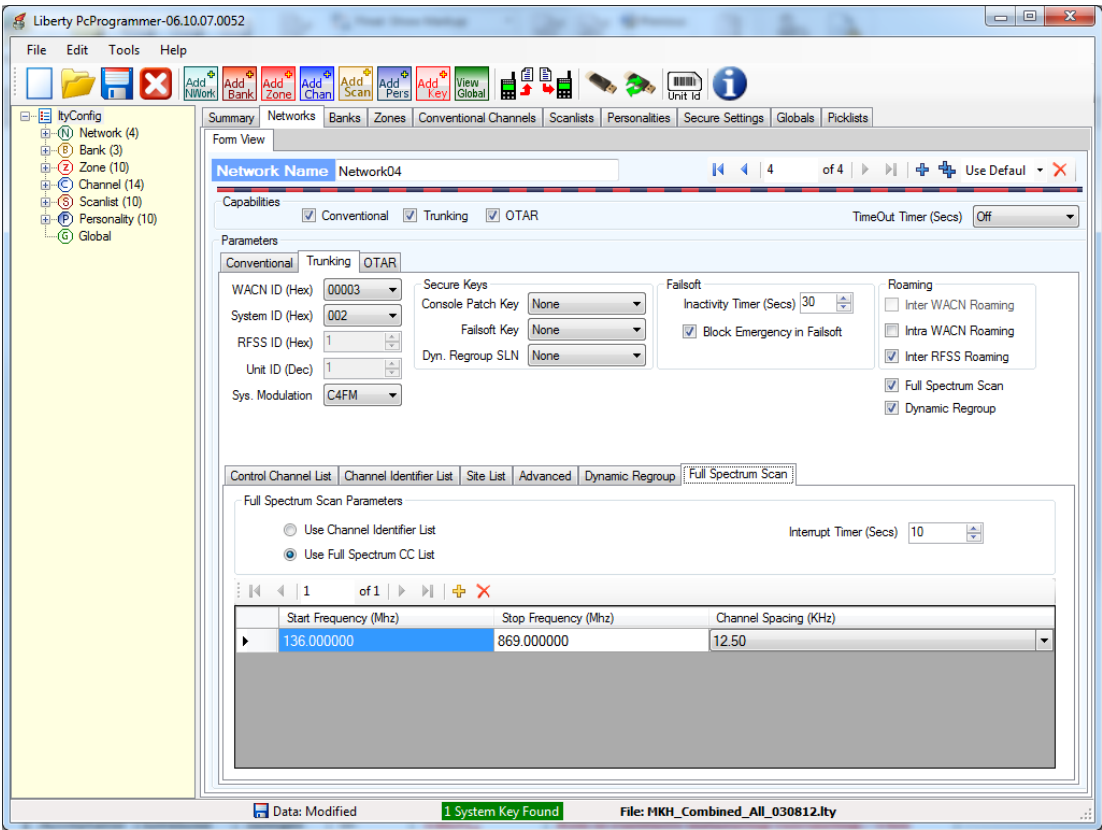 Liberty PcProgrammer-06.10.07.0052
File Edit Tools Help
Add NWork Add Bank Add Zone Add Chan Add Scan Add Pers Add Key View Global Unit Id
ltyConfig
Network (4)
Bank (3)
Zone (10)
Channel (14)
Scanlist (10)
Personality (10)
Global
Summary Networks Banks Zones Conventional Channels Scanlists Personalities Secure Settings Globals Picklists
Form View
Network Name Network04 4 of 4 Use Defaul
Capabilities
Conventional Trunking OTAR TimeOut Timer (Secs) Off
Parameters
Conventional Trunking OTAR
WACN ID (Hex) 00003
System ID (Hex) 002
RFSS ID (Hex) 1
Unit ID (Dec) 1
Sys. Modulation C4FM
Secure Keys
Console Patch Key None
Failsoft Key None
Dyn. Regroup SLN None
Failsoft
Inactivity Timer (Secs) 30
Block Emergency in Failsoft
Roaming
Inter WACN Roaming
Intra WACN Roaming
Inter RFSS Roaming
Full Spectrum Scan
Dynamic Regroup
Control Channel List Channel Identifier List Site List Advanced Dynamic Regroup Full Spectrum Scan
Full Spectrum Scan Parameters
Use Channel Identifier List
Use Full Spectrum CC List
Interrupt Timer (Secs) 10
1 of 1
Start Frequency (Mhz) Stop Frequency (Mhz) Channel Spacing (KHz)
136.000000 869.000000 12.50
Data: Modified 1 System Key Found File: MKH_Combined_All_030812.lty